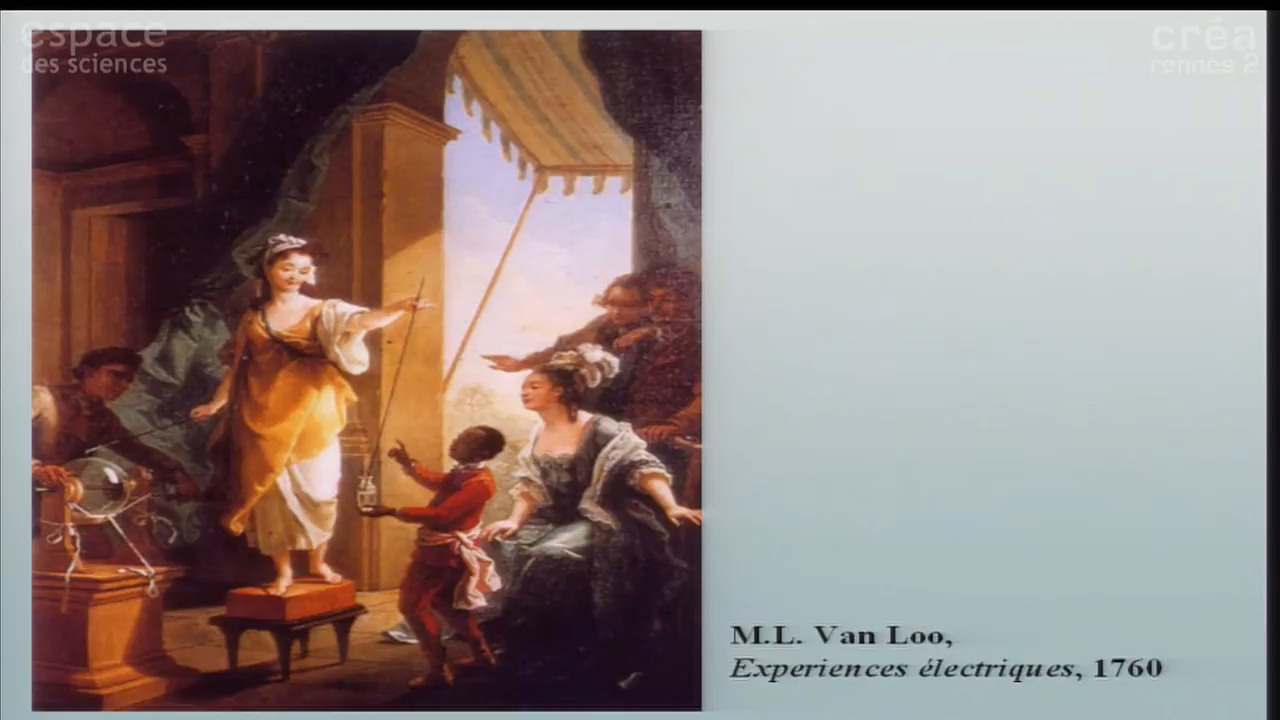 espace
des sciences
créa
rennes 2
M.L. Van Loo,
Experiences électriques, 1760